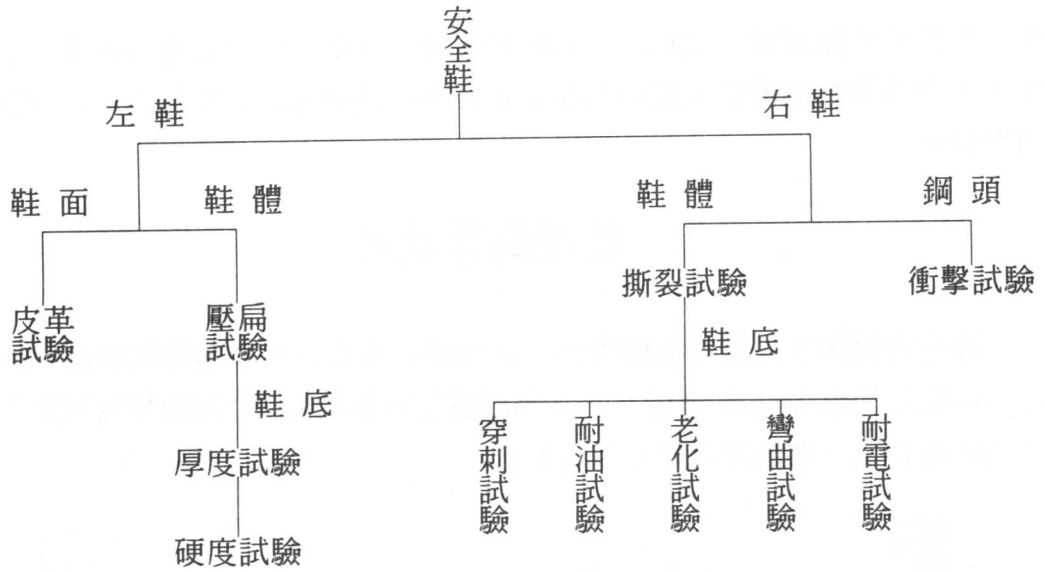 安全鞋
左鞋
右鞋
鞋面
鞋體
鞋體
鋼頭
撕裂試驗
衝擊試驗
皮革
試驗
壓扁
試驗
鞋底
鞋底
厚度試驗
硬度試驗
穿刺試驗
耐油試驗
老化試驗
彎曲試驗
耐電試驗